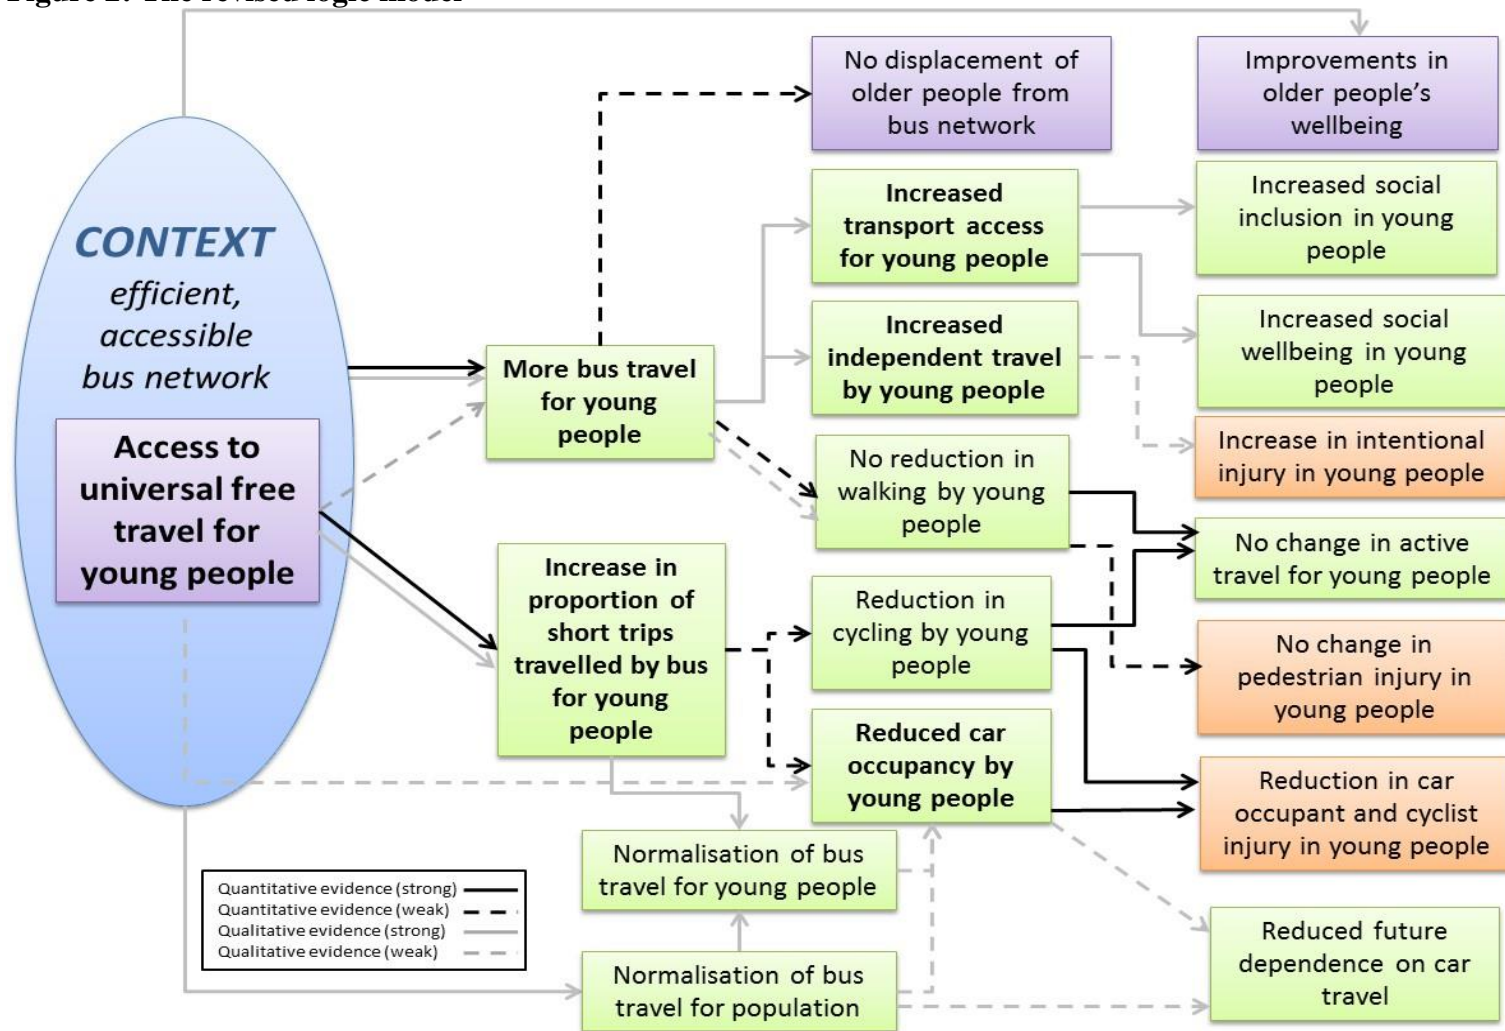 Figure 2: The revised logic model
CONTEXT
efficient,
accessible
bus network
Access to
universal free
travel for
young people
More bus travel
for young
people
Increase in
proportion of
short trips
travelled by bus
for young
people
No displacement of
older people from
bus network
Increased
transport access
for young people
Increased
independent travel
by young people
No reduction in
walking by young
people
Reduction in
cycling by young
people
Reduced car
occupancy by
young people
Normalisation of bus
travel for young people
Normalisation of bus
travel for population
Improvements in
older people’s
wellbeing
Increased social
inclusion in young
people
Increased social
wellbeing in young
people
Increase in intentional
injury in young people
No change in active
travel for young people
No change in
pedestrian injury in
young people
Reduction in car
occupant and cyclist
injury in young people
Reduced future
dependence on car
travel
Quantitative evidence (strong)
Quantitative evidence (weak)
Qualitative evidence (strong)
Qualitative evidence (weak)